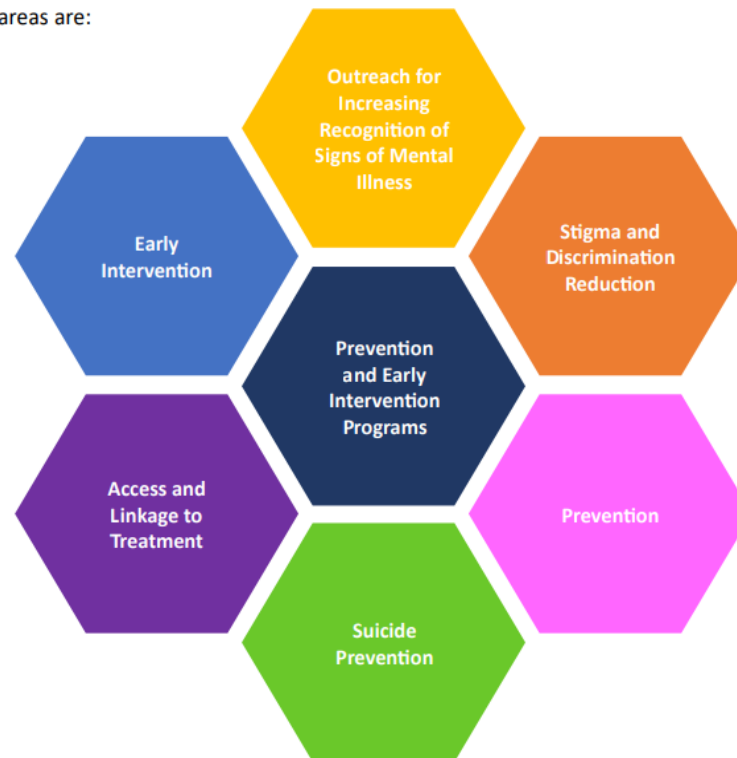 areas are:
Outreach for
Increasing
Recognition of
Signs of Mental
Illness
Early
Intervention
Stigma and
Discrimination
Reduction
Prevention
and Early
Intervention
Programs
Access and
Linkage to
Treatment
Prevention
Suicide
Prevention